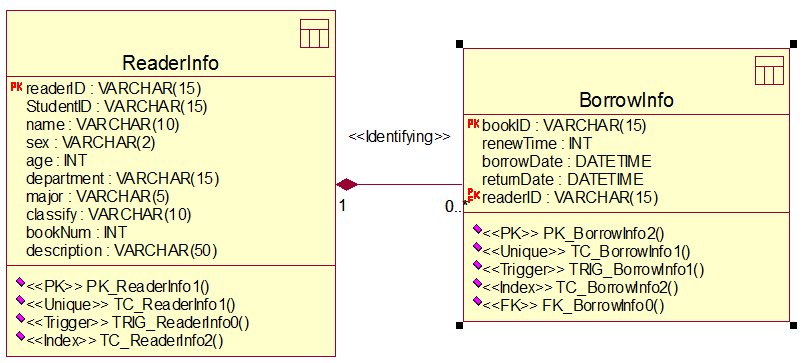 ReaderInfo
PK readerID : VARCHAR(15)
StudentID : VARCHAR(15)
name : VARCHAR(10)
sex : VARCHAR(2)
age : INT
department : VARCHAR(15)
major : VARCHAR(5)
classify : VARCHAR(10)
bookNum : INT
description : VARCHAR(50)
<<PK>> PK_ReaderInfo1()
<<Unique>> TC_ReaderInfo1()
<<Trigger>> TRIG_ReaderInfo0()
<<Index>> TC_ReaderInfo2()
<<Identifying>>
1
0..*
BorrowInfo
PK bookID : VARCHAR(15)
renewTime : INT
borrowDate : DATETIME
returnDate : DATETIME
PF K readerID : VARCHAR(15)
<<PK>> PK_BorrowInfo2()
<<Unique>> TC_BorrowInfo1()
<<Trigger>> TRIG_BorrowInfo1()
<<Index>> TC_BorrowInfo2()
<<FK>> FK_BorrowInfo0()